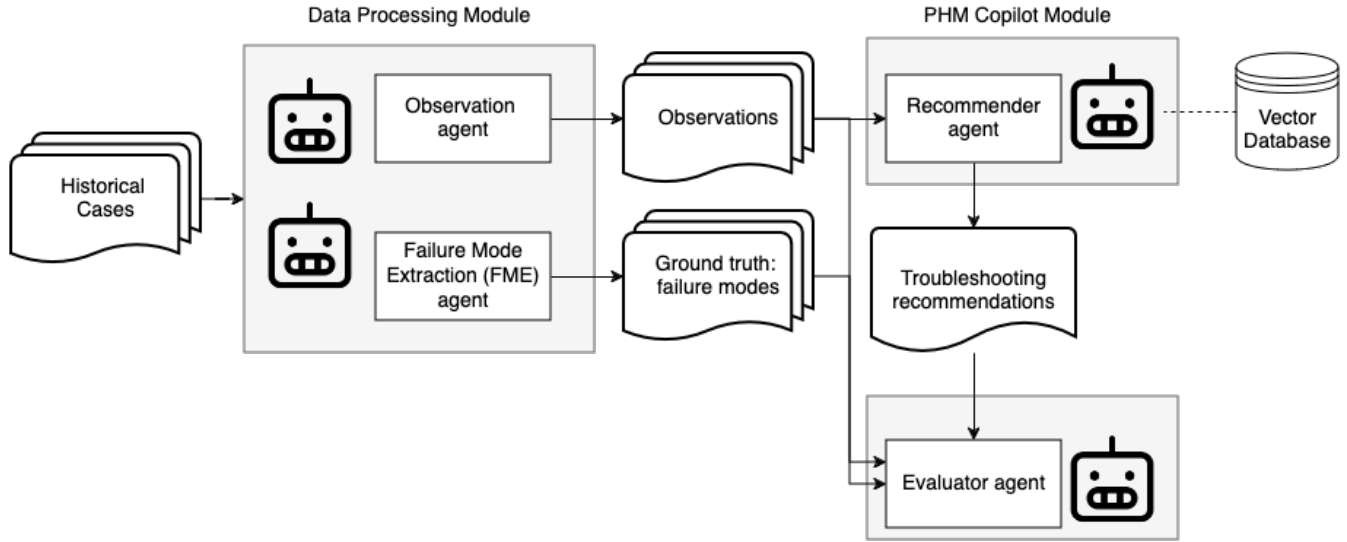 Data Processing Module
PHM Copilot Module
Historical
Cases
Observation
agent
Failure Mode
Extraction (FME)
agent
Observations
Ground truth:
failure modes
Recommender
agent
Vector
Database
Troubleshooting
recommendations
Evaluator agent